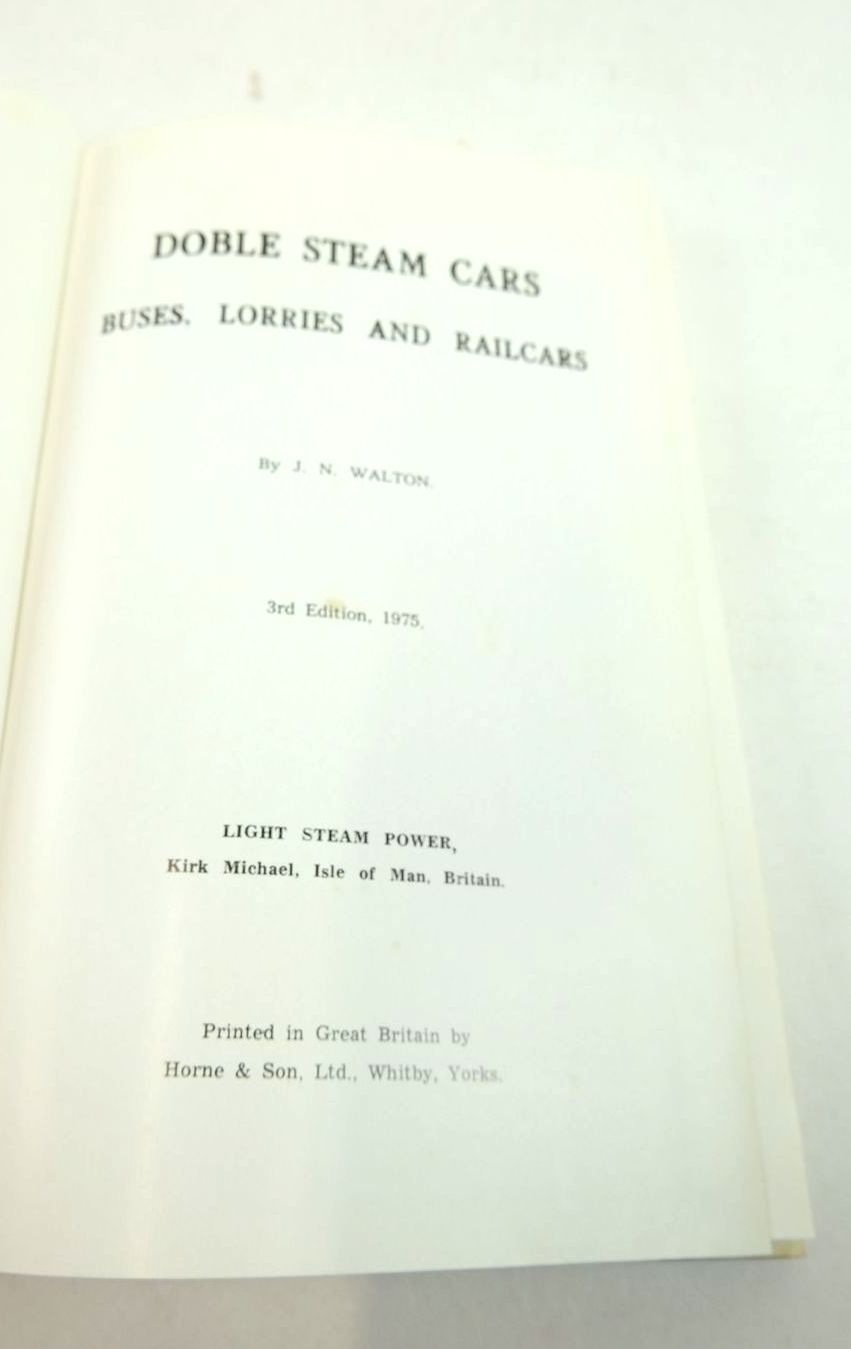 DOBLE STEAM CARS
BUSES, LORRIES AND RAILCARS
By J. N. WALTON.
3rd Edition, 1975.
LIGHT STEAM POWER,
Kirk Michael, Isle of Man, Britain.
Printed in Great Britain by
Horne & Son, Ltd., Whitby, Yorks.